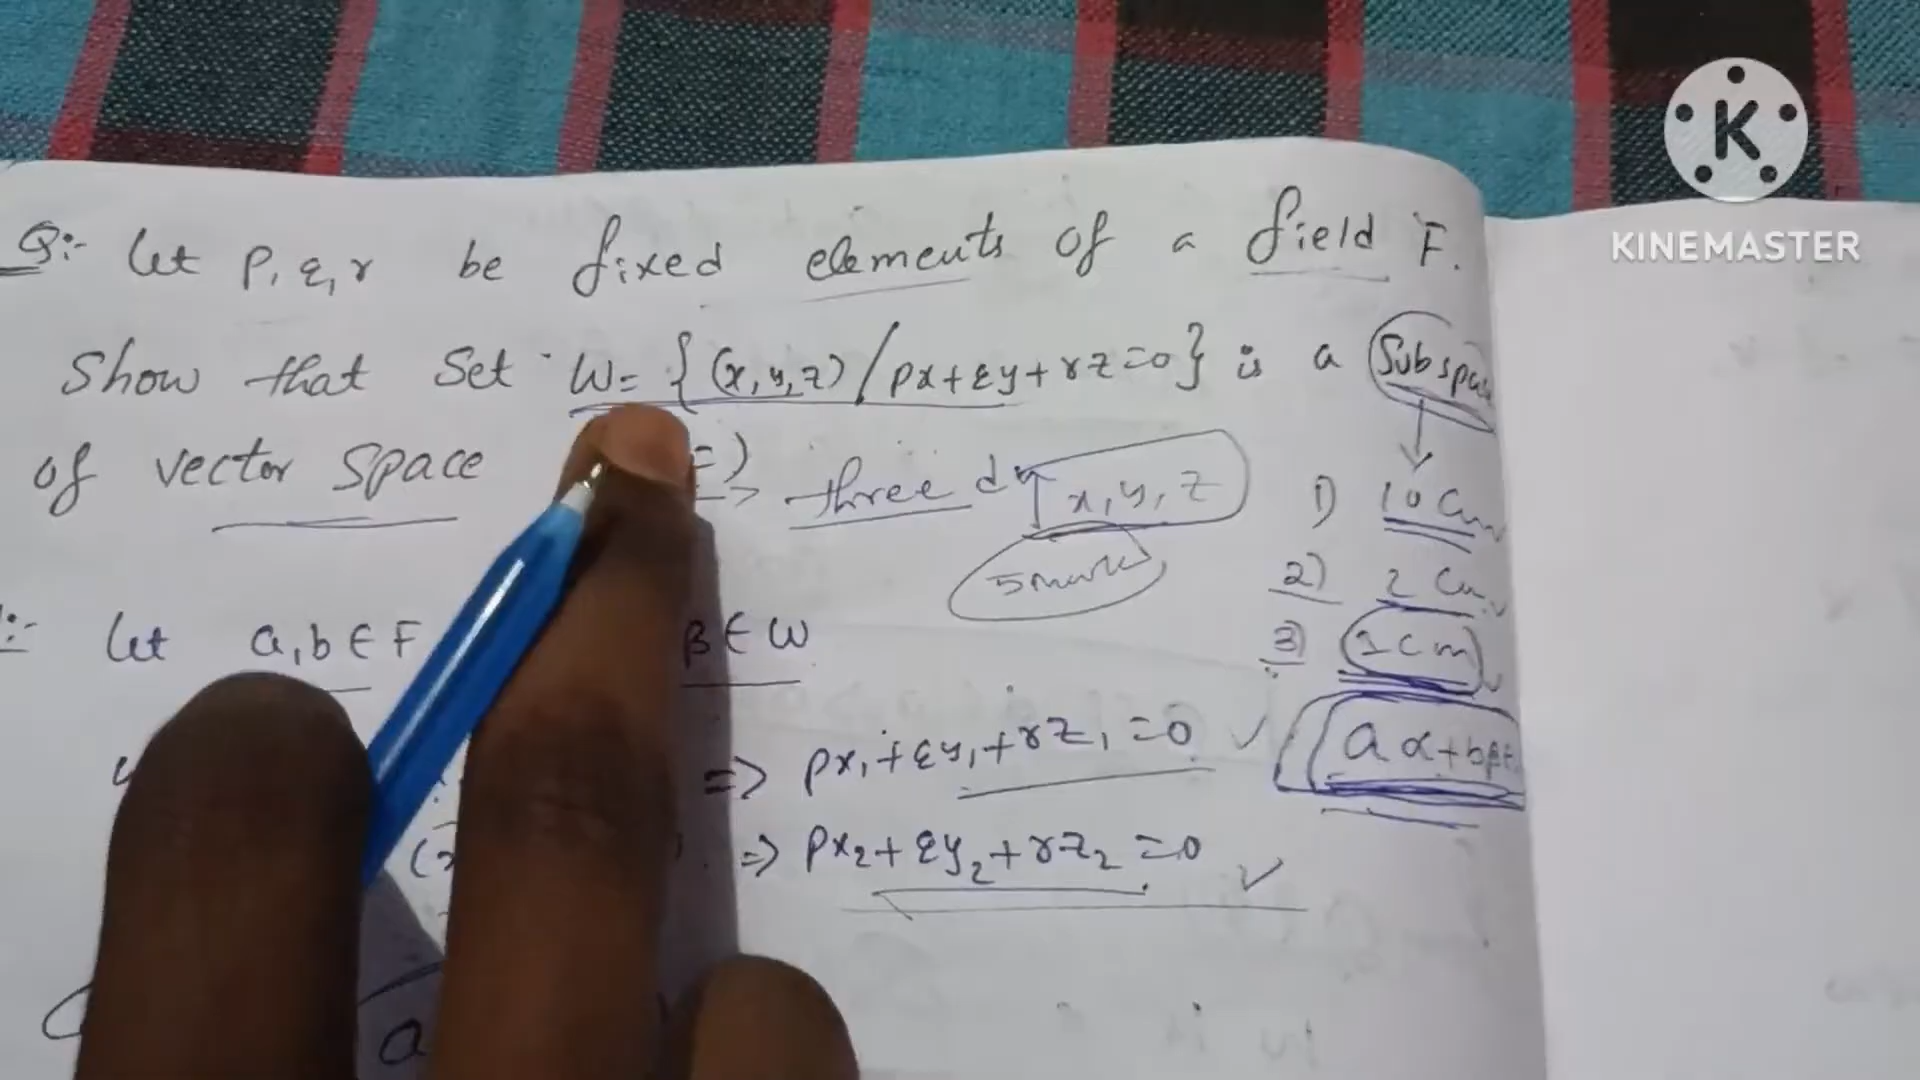 K
KINEMASTER
Q:- Let p, q, r be fixed elements of a field F.
Show that set W= {(x, y, z) / px+qy+rz=0} is a Subspace
of vector space
=> three x, y, z
5 mark
1) 10 Cm
2) 2 Cm
3) 1 Cm
aα+bβ
Let a, b ∈ F β ∈ W
=> px₁+qy₁+rz₁=0 ✓
=> px₂+qy₂+rz₂=0 ✓
a